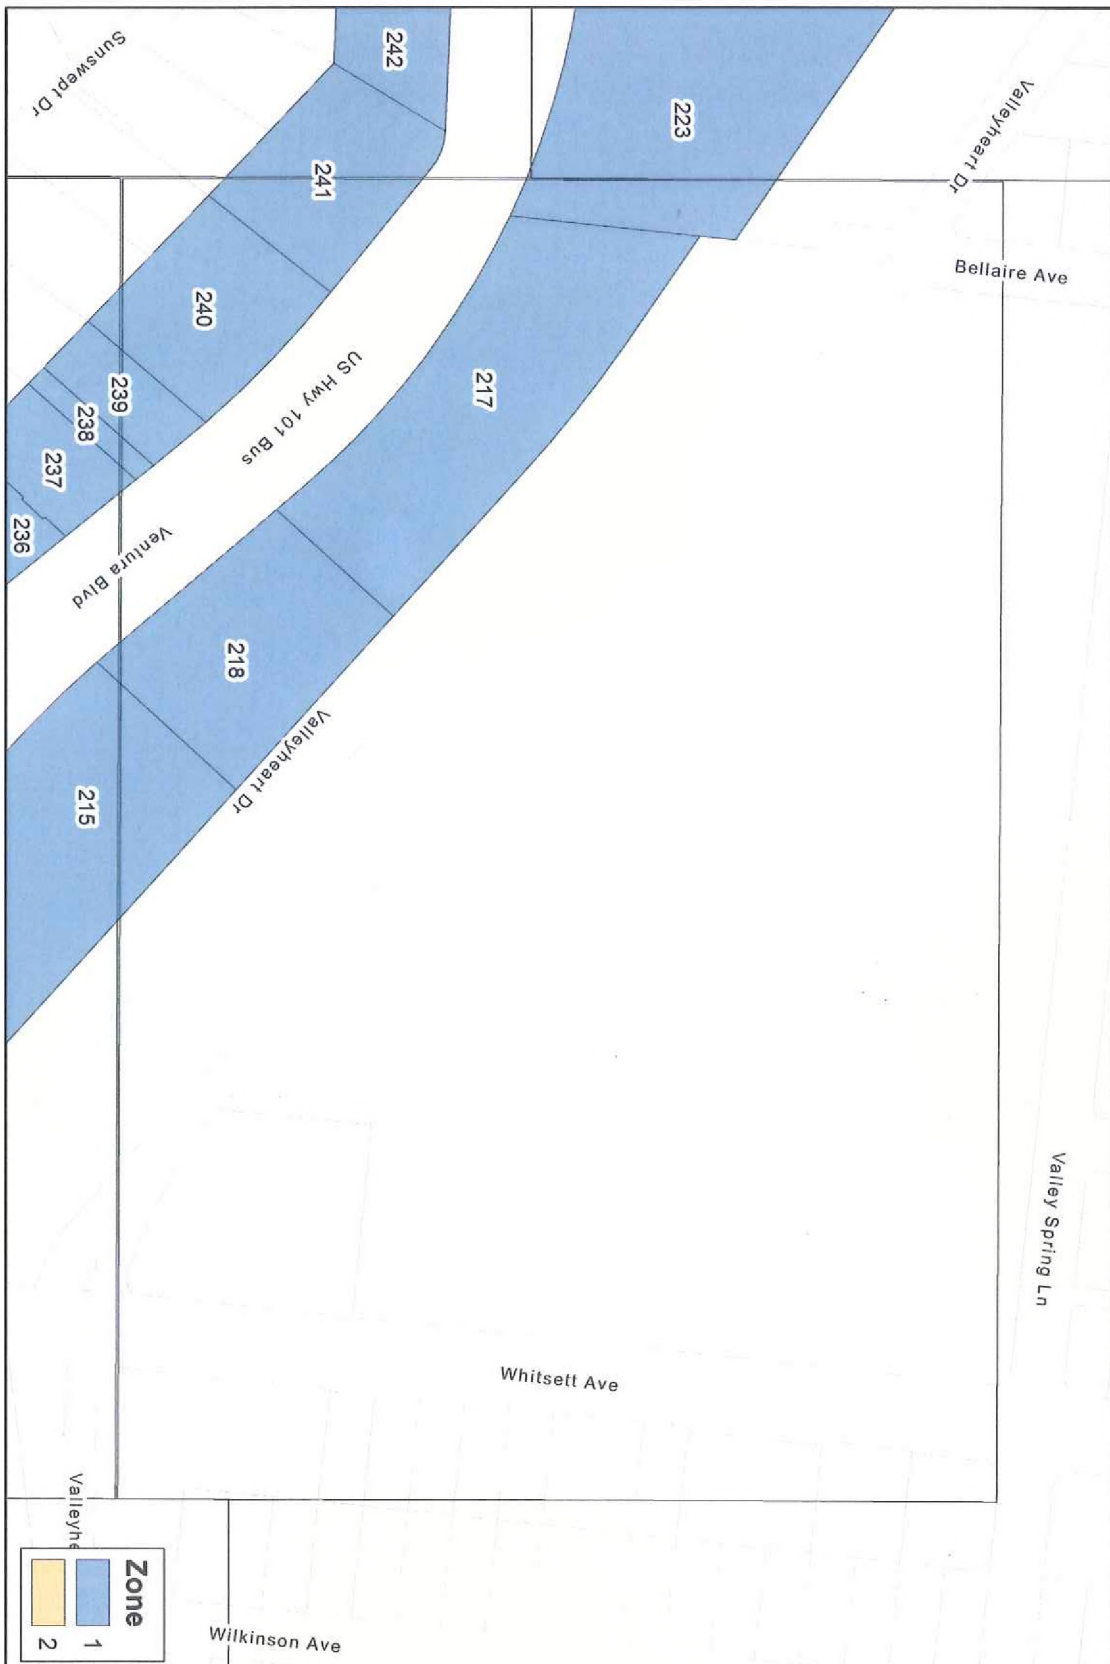 Sunswept Dr
242
223
Valleyheart Dr
241
Bellaire Ave
240
239
238
237
236
US Hwy 101 Bus
217
Ventura Blvd
218
Valleyheart Dr
215
Valley Spring Ln
Whitsett Ave
Valleyhe
Wilkinson Ave
Zone
1
2